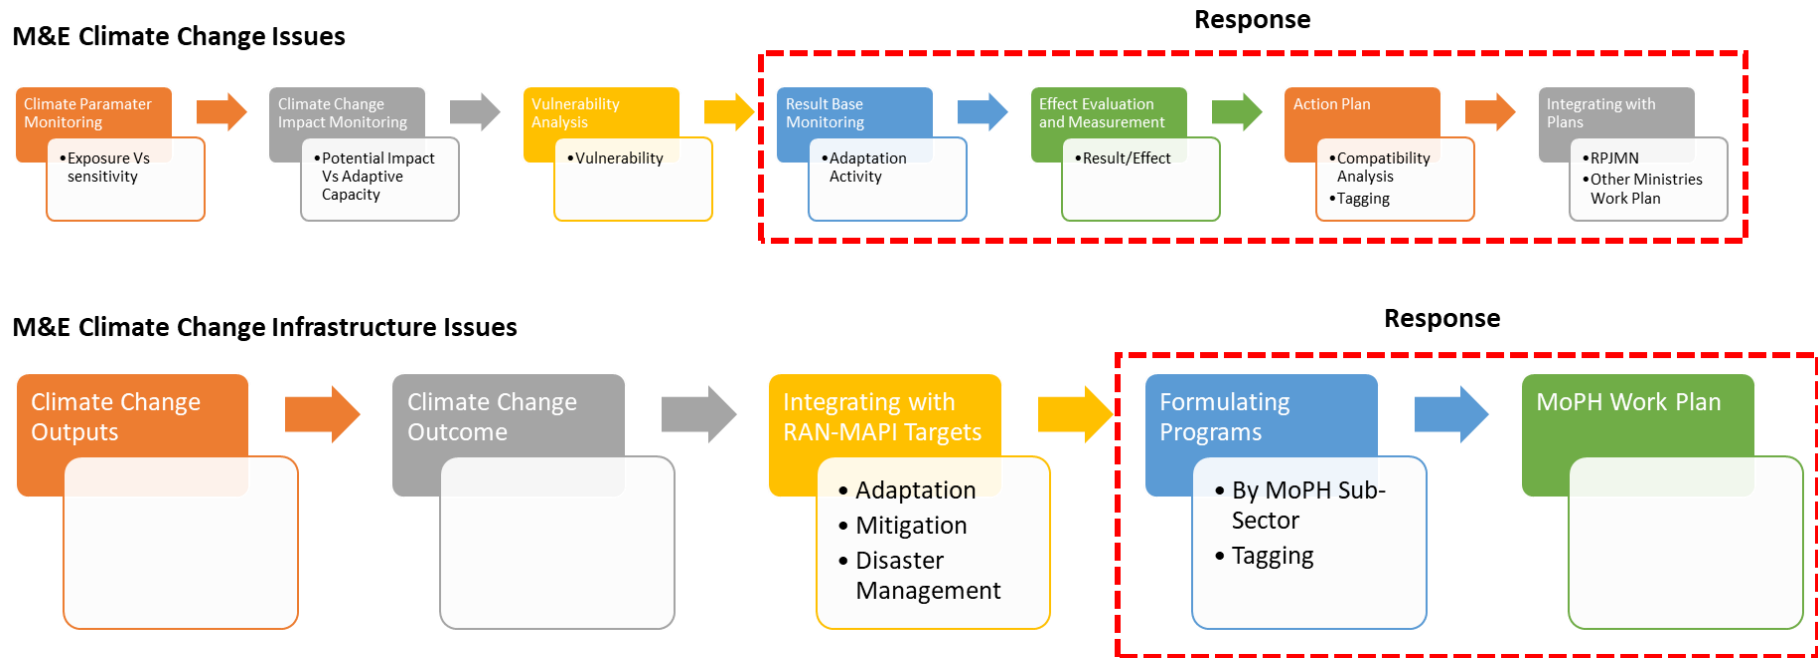 Response
M&E Climate Change Issues
Climate Paramater
Monitoring
•Exposure Vs
sensitivity
Climate Change
Impact Monitoring
•Potential Impact
Vs Adaptive
Capacity
Vulnerability
Analysis
•Vulnerability
Result Base
Monitoring
•Adaptation
Activity
Effect Evaluation
and Measurement
•Result/Effect
Action Plan
•Compatibility
Analysis
•Tagging
Integrating with
Plans
•RPJMN
•Other Ministries
Work Plan
M&E Climate Change Infrastructure Issues
Response
Climate Change
Outputs
Climate Change
Outcome
Integrating with
RAN-MAPI Targets
• Adaptation
• Mitigation
• Disaster
Management
Formulating
Programs
• By MoPH Sub-
Sector
• Tagging
MoPH Work Plan